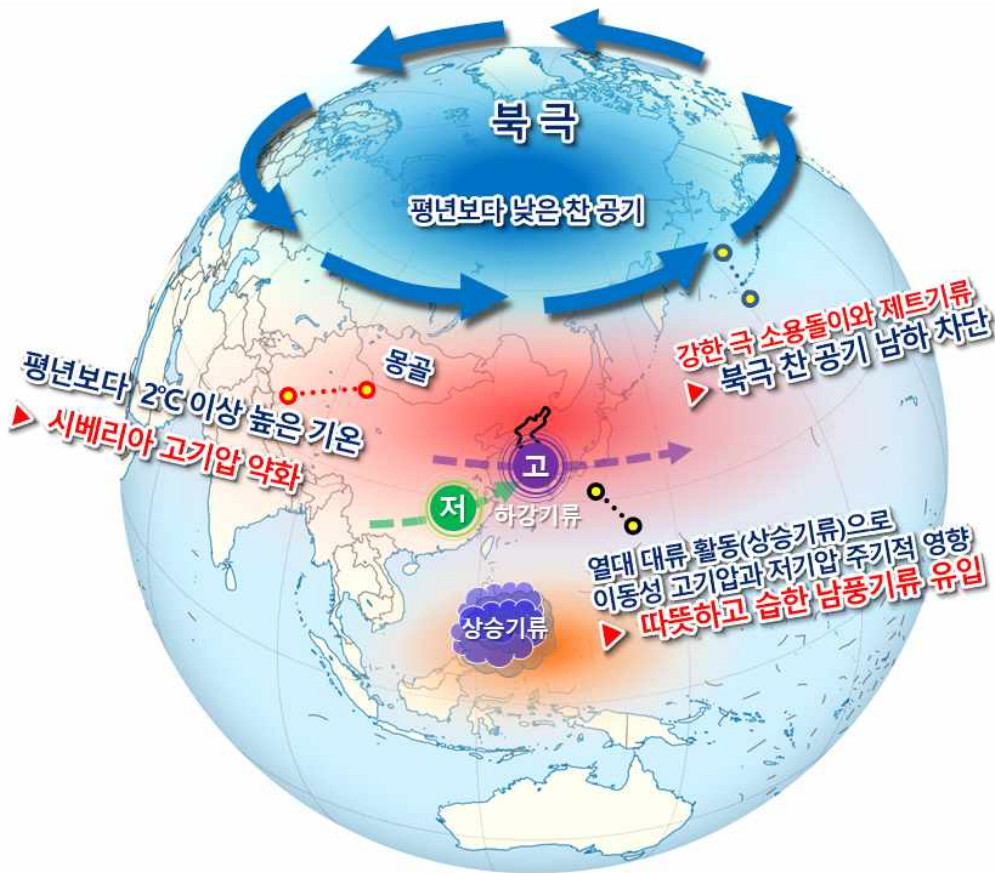 북 극
평년보다 낮은 찬 공기
강한 극 소용돌이와 제트기류
▶ 북극 찬 공기 남하 차단
몽골
평년보다 2℃ 이상 높은 기온
▶ 시베리아 고기압 약화
고
저
하강기류
열대 대류 활동(상승기류)으로
이동성 고기압과 저기압 주기적 영향
▶ 따뜻하고 습한 남풍기류 유입
상승기류